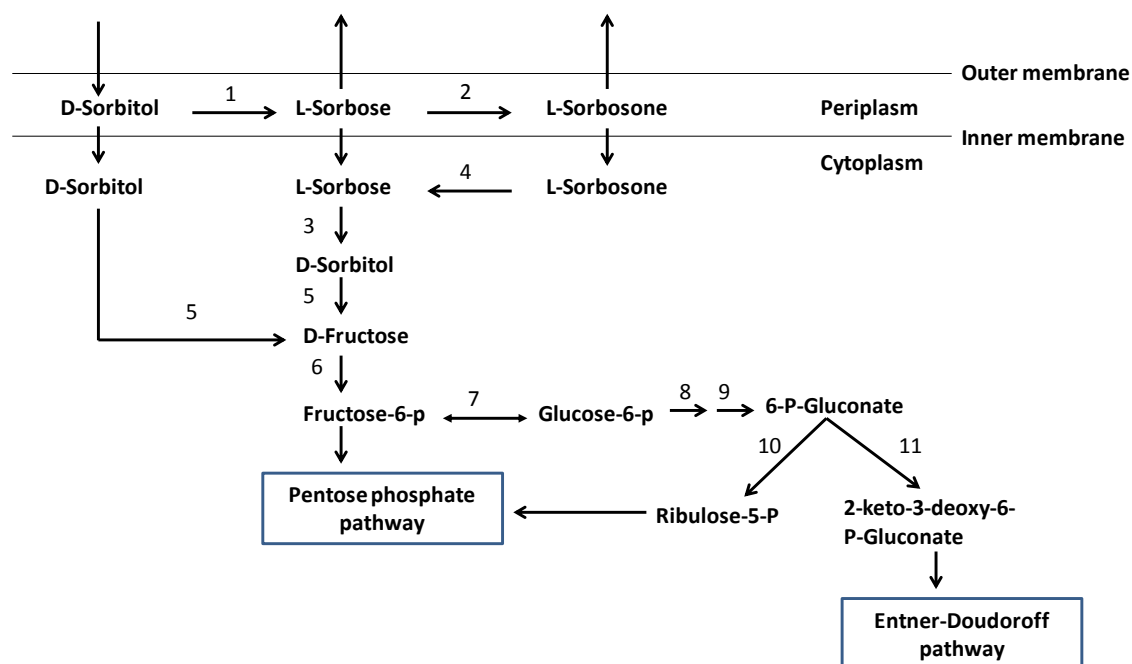 Outer membrane
D-Sorbitol
1
L-Sorbose
2
L-Sorbosone
Periplasm
Inner membrane
Cytoplasm
D-Sorbitol
L-Sorbose
4
L-Sorbosone
3
D-Sorbitol
5
5
D-Fructose
6
Fructose-6-p
7
Glucose-6-p
8
9
6-P-Gluconate
10
11
Pentose phosphate
pathway
Ribulose-5-P
2-keto-3-deoxy-6-
P-Gluconate
Entner-Doudoroff
pathway